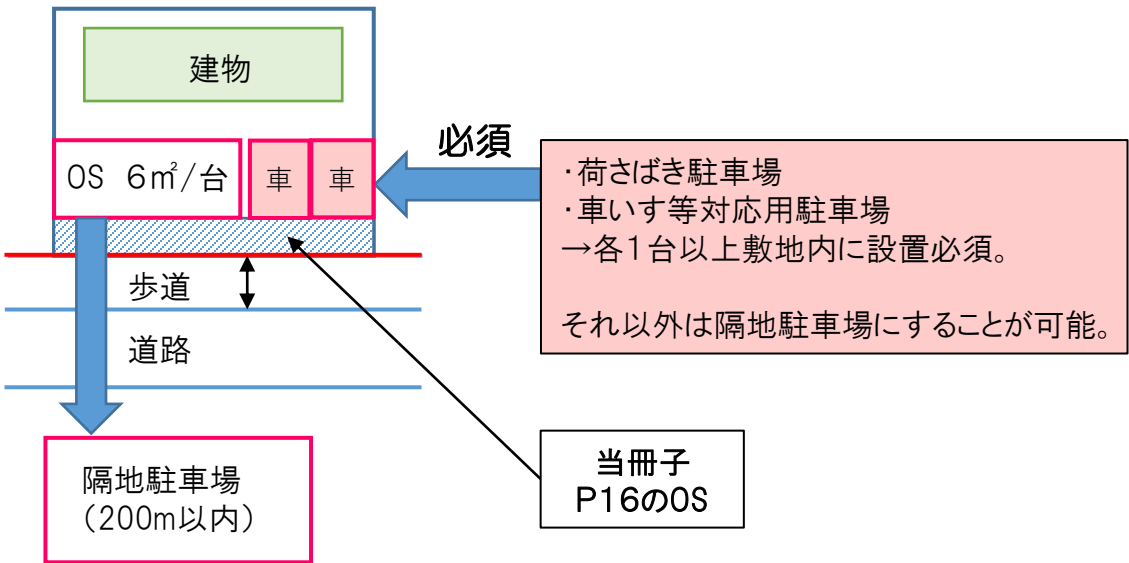 建物
必須
OS 6㎡/台
車
車
・荷さばき駐車場
・車いす等対応用駐車場
→各1台以上敷地内に設置必須。
それ以外は隔地駐車場にすることが可能。
歩道
道路
隔地駐車場
(200m以内)
当冊子
P16のOS